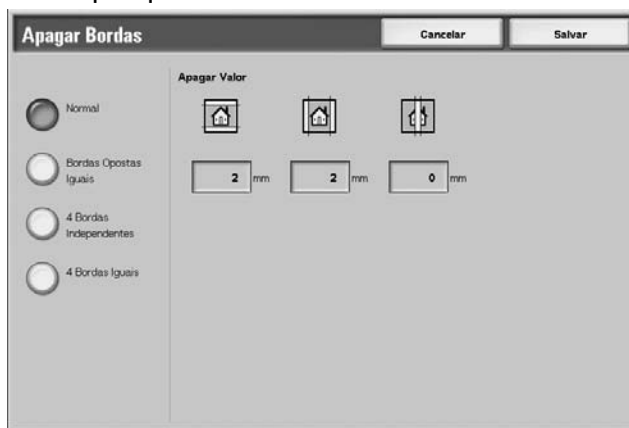 Apagar Bordas
Cancelar
Salvar
Apagar Valor
Normal
Bordas Opostas
Iguais
4 Bordas
Independentes
4 Bordas Iguais
2 mm
2 mm
0 mm